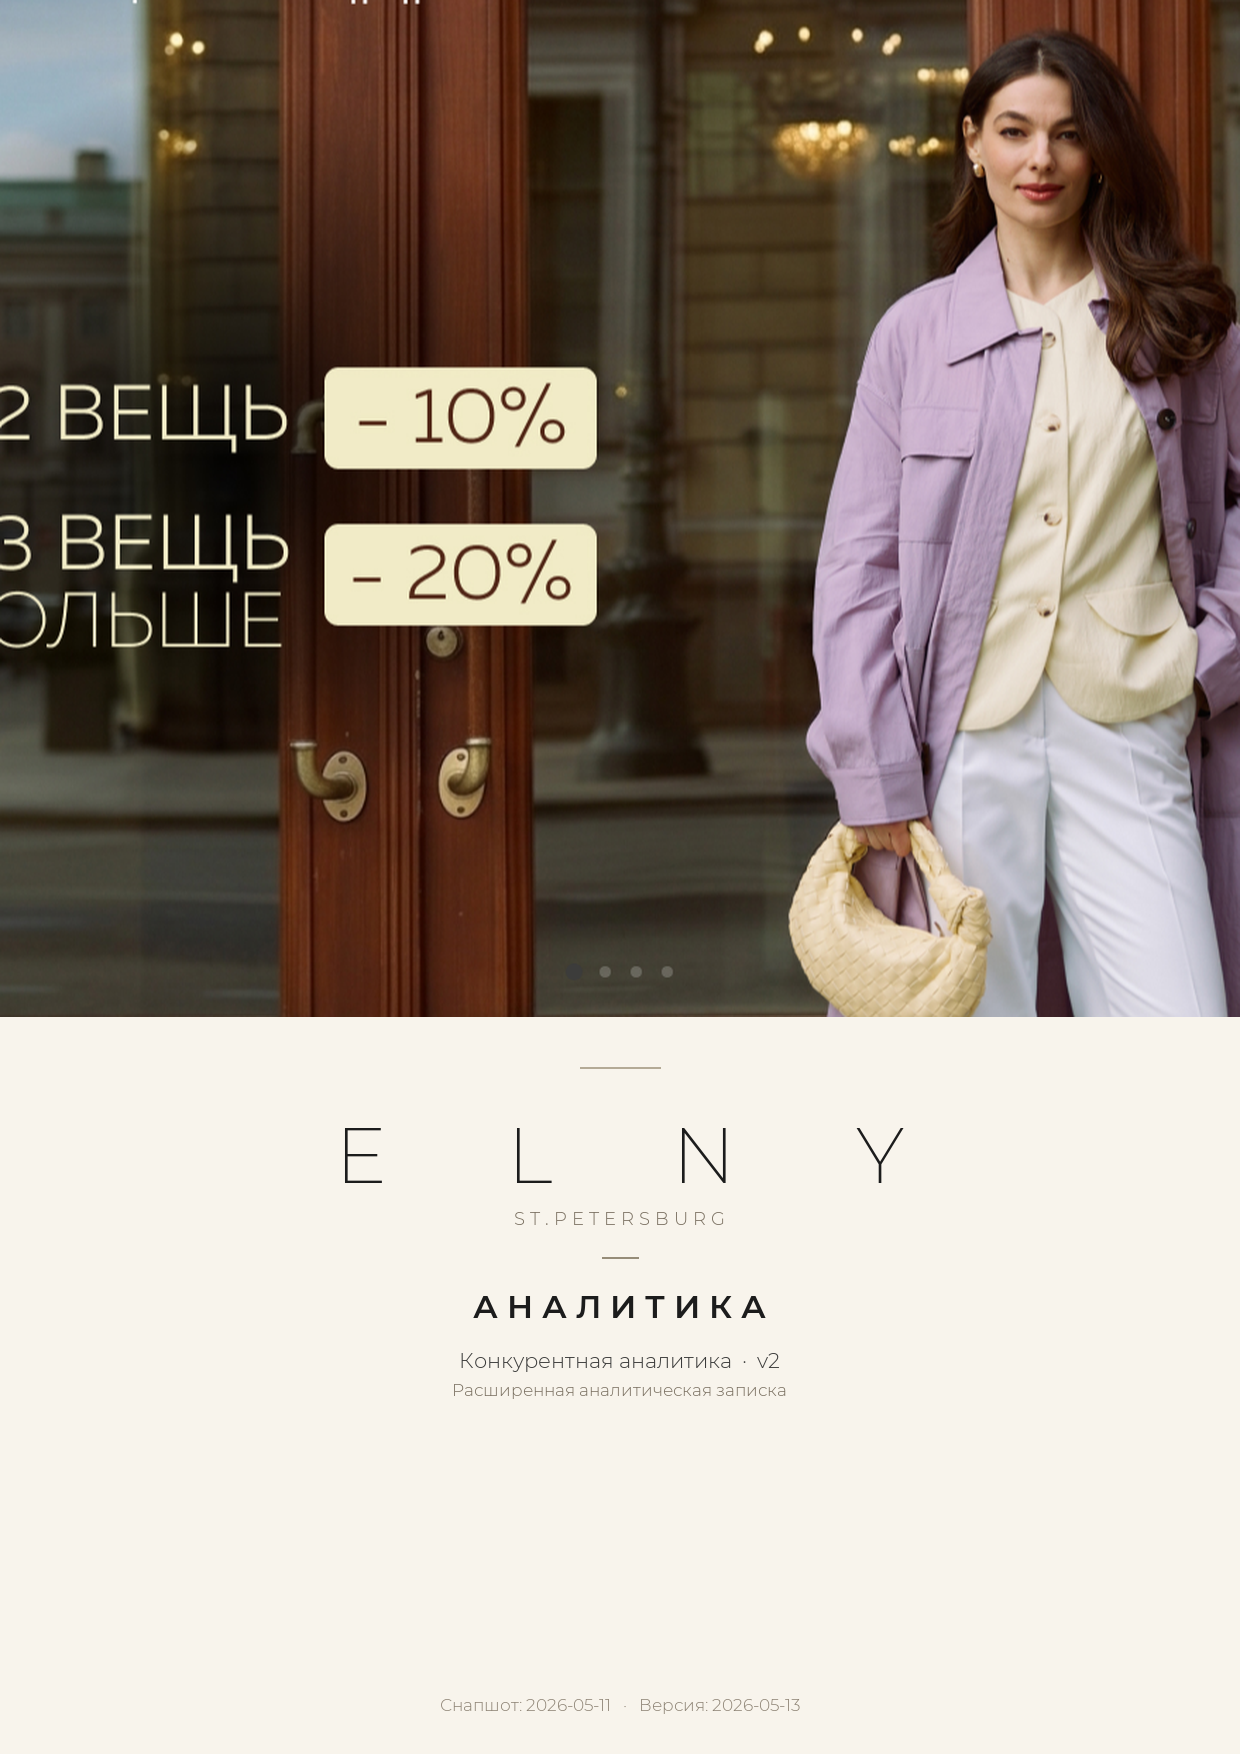 2 ВЕЩЬ
- 10%
3 ВЕЩЬ
ОЛЬШЕ
- 20%
E L N Y
ST.PETERSBURG
АНАЛИТИКА
Конкурентная аналитика · v2
Расширенная аналитическая записка
Снапшот: 2026-05-11 · Версия: 2026-05-13